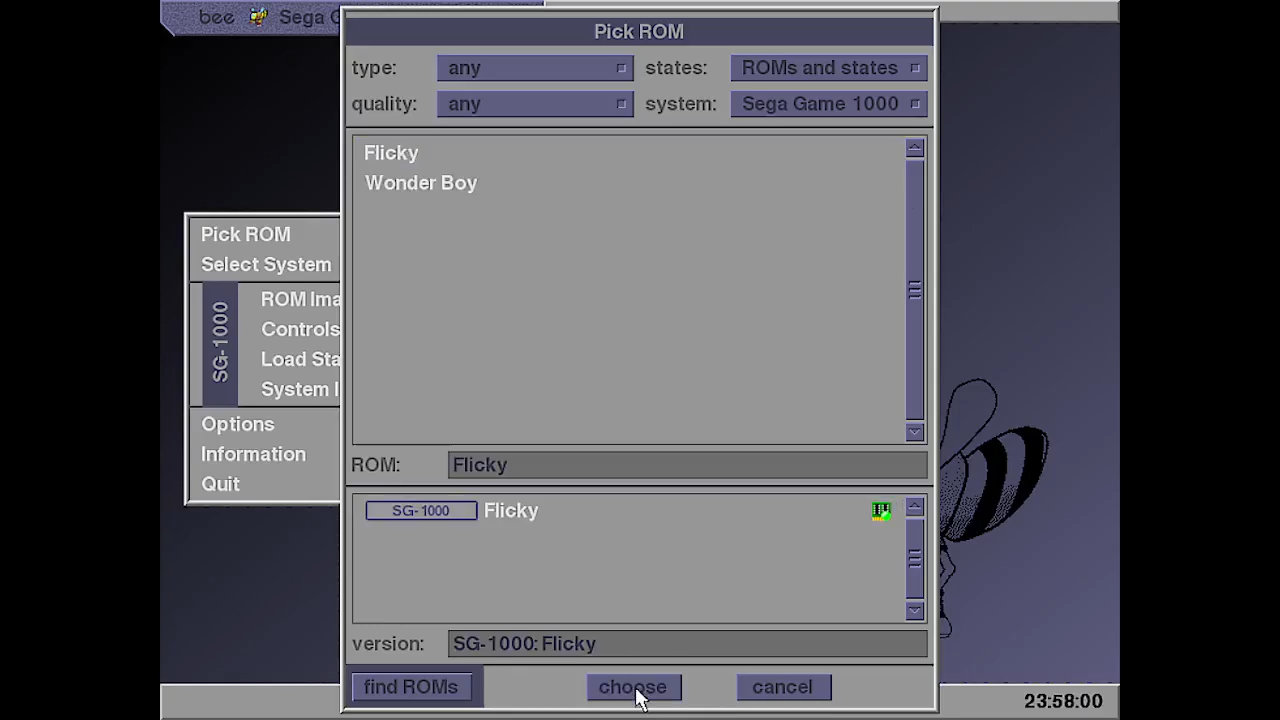 bee Sega G
Pick ROM
type: any states: ROMs and states
quality: any system: Sega Game 1000
Flicky
Wonder Boy
Pick ROM
Select System
SG-1000
ROM Ima
Controls
Load Sta
System I
Options
Information
Quit
ROM: Flicky
SG-1000 Flicky
version: SG-1000: Flicky
find ROMs choose cancel
23:58:00